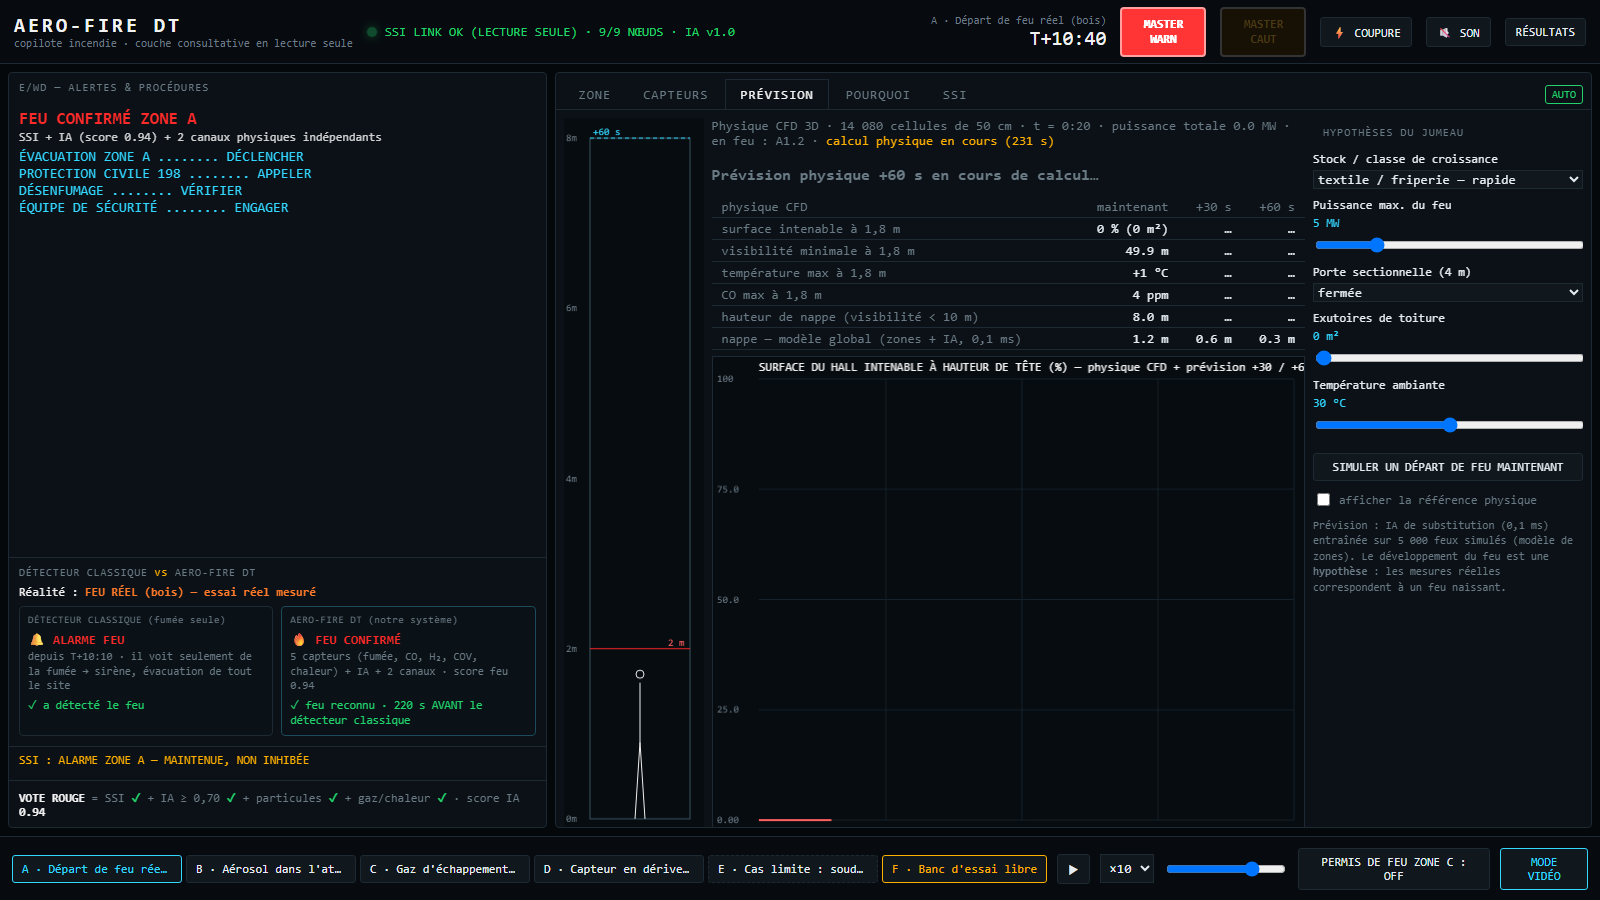 AERO-FIRE DT
copilote incendie · couche consultative en lecture seule
SSI LINK OK (LECTURE SEULE) · 9/9 NŒUDS · IA v1.0
A · Départ de feu réel (bois)
T+10:40
MASTER
WARN
MASTER
CAUT
COUPURE
SON
RÉSULTATS
E/WD — ALERTES & PROCÉDURES
FEU CONFIRMÉ ZONE A
SSI + IA (score 0.94) + 2 canaux physiques indépendants
ÉVACUATION ZONE A ........ DÉCLENCHER
PROTECTION CIVILE 198 ........ APPELER
DÉSENFUMAGE ........ VÉRIFIER
ÉQUIPE DE SÉCURITÉ ........ ENGAGER
DÉTECTEUR CLASSIQUE vs AERO-FIRE DT
Réalité : FEU RÉEL (bois) — essai réel mesuré
DÉTECTEUR CLASSIQUE (fumée seule)
ALARME FEU
depuis T+10:10 · il voit seulement de
la fumée → sirène, évacuation de tout
le site
✓ a détecté le feu
AERO-FIRE DT (notre système)
FEU CONFIRMÉ
5 capteurs (fumée, CO, H₂, COV,
chaleur) + IA + 2 canaux · score feu
0.94
✓ feu reconnu · 220 s AVANT le
détecteur classique
SSI : ALARME ZONE A — MAINTENUE, NON INHIBÉE
VOTE ROUGE = SSI ✓ + IA ≥ 0,70 ✓ + particules ✓ + gaz/chaleur ✓ · score IA
0.94
ZONE CAPTEURS PRÉVISION POURQUOI SSI
AUTO
8m
+60 s
6m
4m
2m
2 m
0m
Physique CFD 3D · 14 080 cellules de 50 cm · t = 0:20 · puissance totale 0.0 MW ·
en feu : A1.2 · calcul physique en cours (231 s)
Prévision physique +60 s en cours de calcul…
physique CFD maintenant +30 s +60 s
surface intenable à 1,8 m 0 % (0 m²) … …
visibilité minimale à 1,8 m 49.9 m … …
température max à 1,8 m +1 °C … …
CO max à 1,8 m 4 ppm … …
hauteur de nappe (visibilité < 10 m) 8.0 m … …
nappe — modèle global (zones + IA, 0,1 ms) 1.2 m 0.6 m 0.3 m
SURFACE DU HALL INTENABLE À HAUTEUR DE TÊTE (%) — physique CFD + prévision +30 / +6
100
75.0
50.0
25.0
0.00
HYPOTHÈSES DU JUMEAU
Stock / classe de croissance
textile / friperie — rapide
Puissance max. du feu
5 MW
Porte sectionnelle (4 m)
fermée
Exutoires de toiture
0 m²
Température ambiante
30 °C
SIMULER UN DÉPART DE FEU MAINTENANT
afficher la référence physique
Prévision : IA de substitution (0,1 ms)
entraînée sur 5 000 feux simulés (modèle de
zones). Le développement du feu est une
hypothèse : les mesures réelles
correspondent à un feu naissant.
A · Départ de feu rée…
B · Aérosol dans l'at…
C · Gaz d'échappement…
D · Capteur en dérive…
E · Cas limite : soud…
F · Banc d'essai libre
x10
PERMIS DE FEU ZONE C :
OFF
MODE
VIDÉO